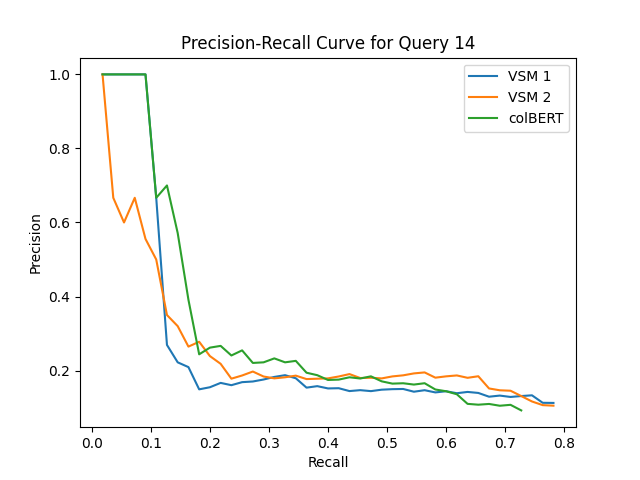 Precision-Recall Curve for Query 14
VSM 1
VSM 2
colBERT
Precision
1.0
0.8
0.6
0.4
0.2
0.0 0.1 0.2 0.3 0.4 0.5 0.6 0.7 0.8
Recall